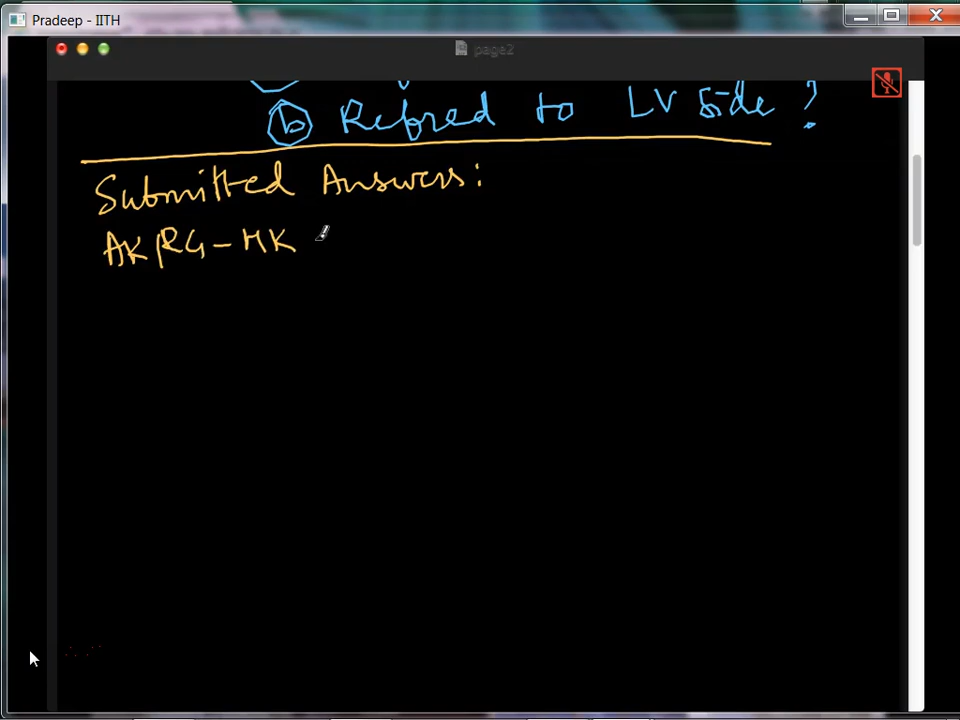 Pradeep - IITH
page2
b Refred to LV side ?
Submitted Answers:
AK/RG-MK